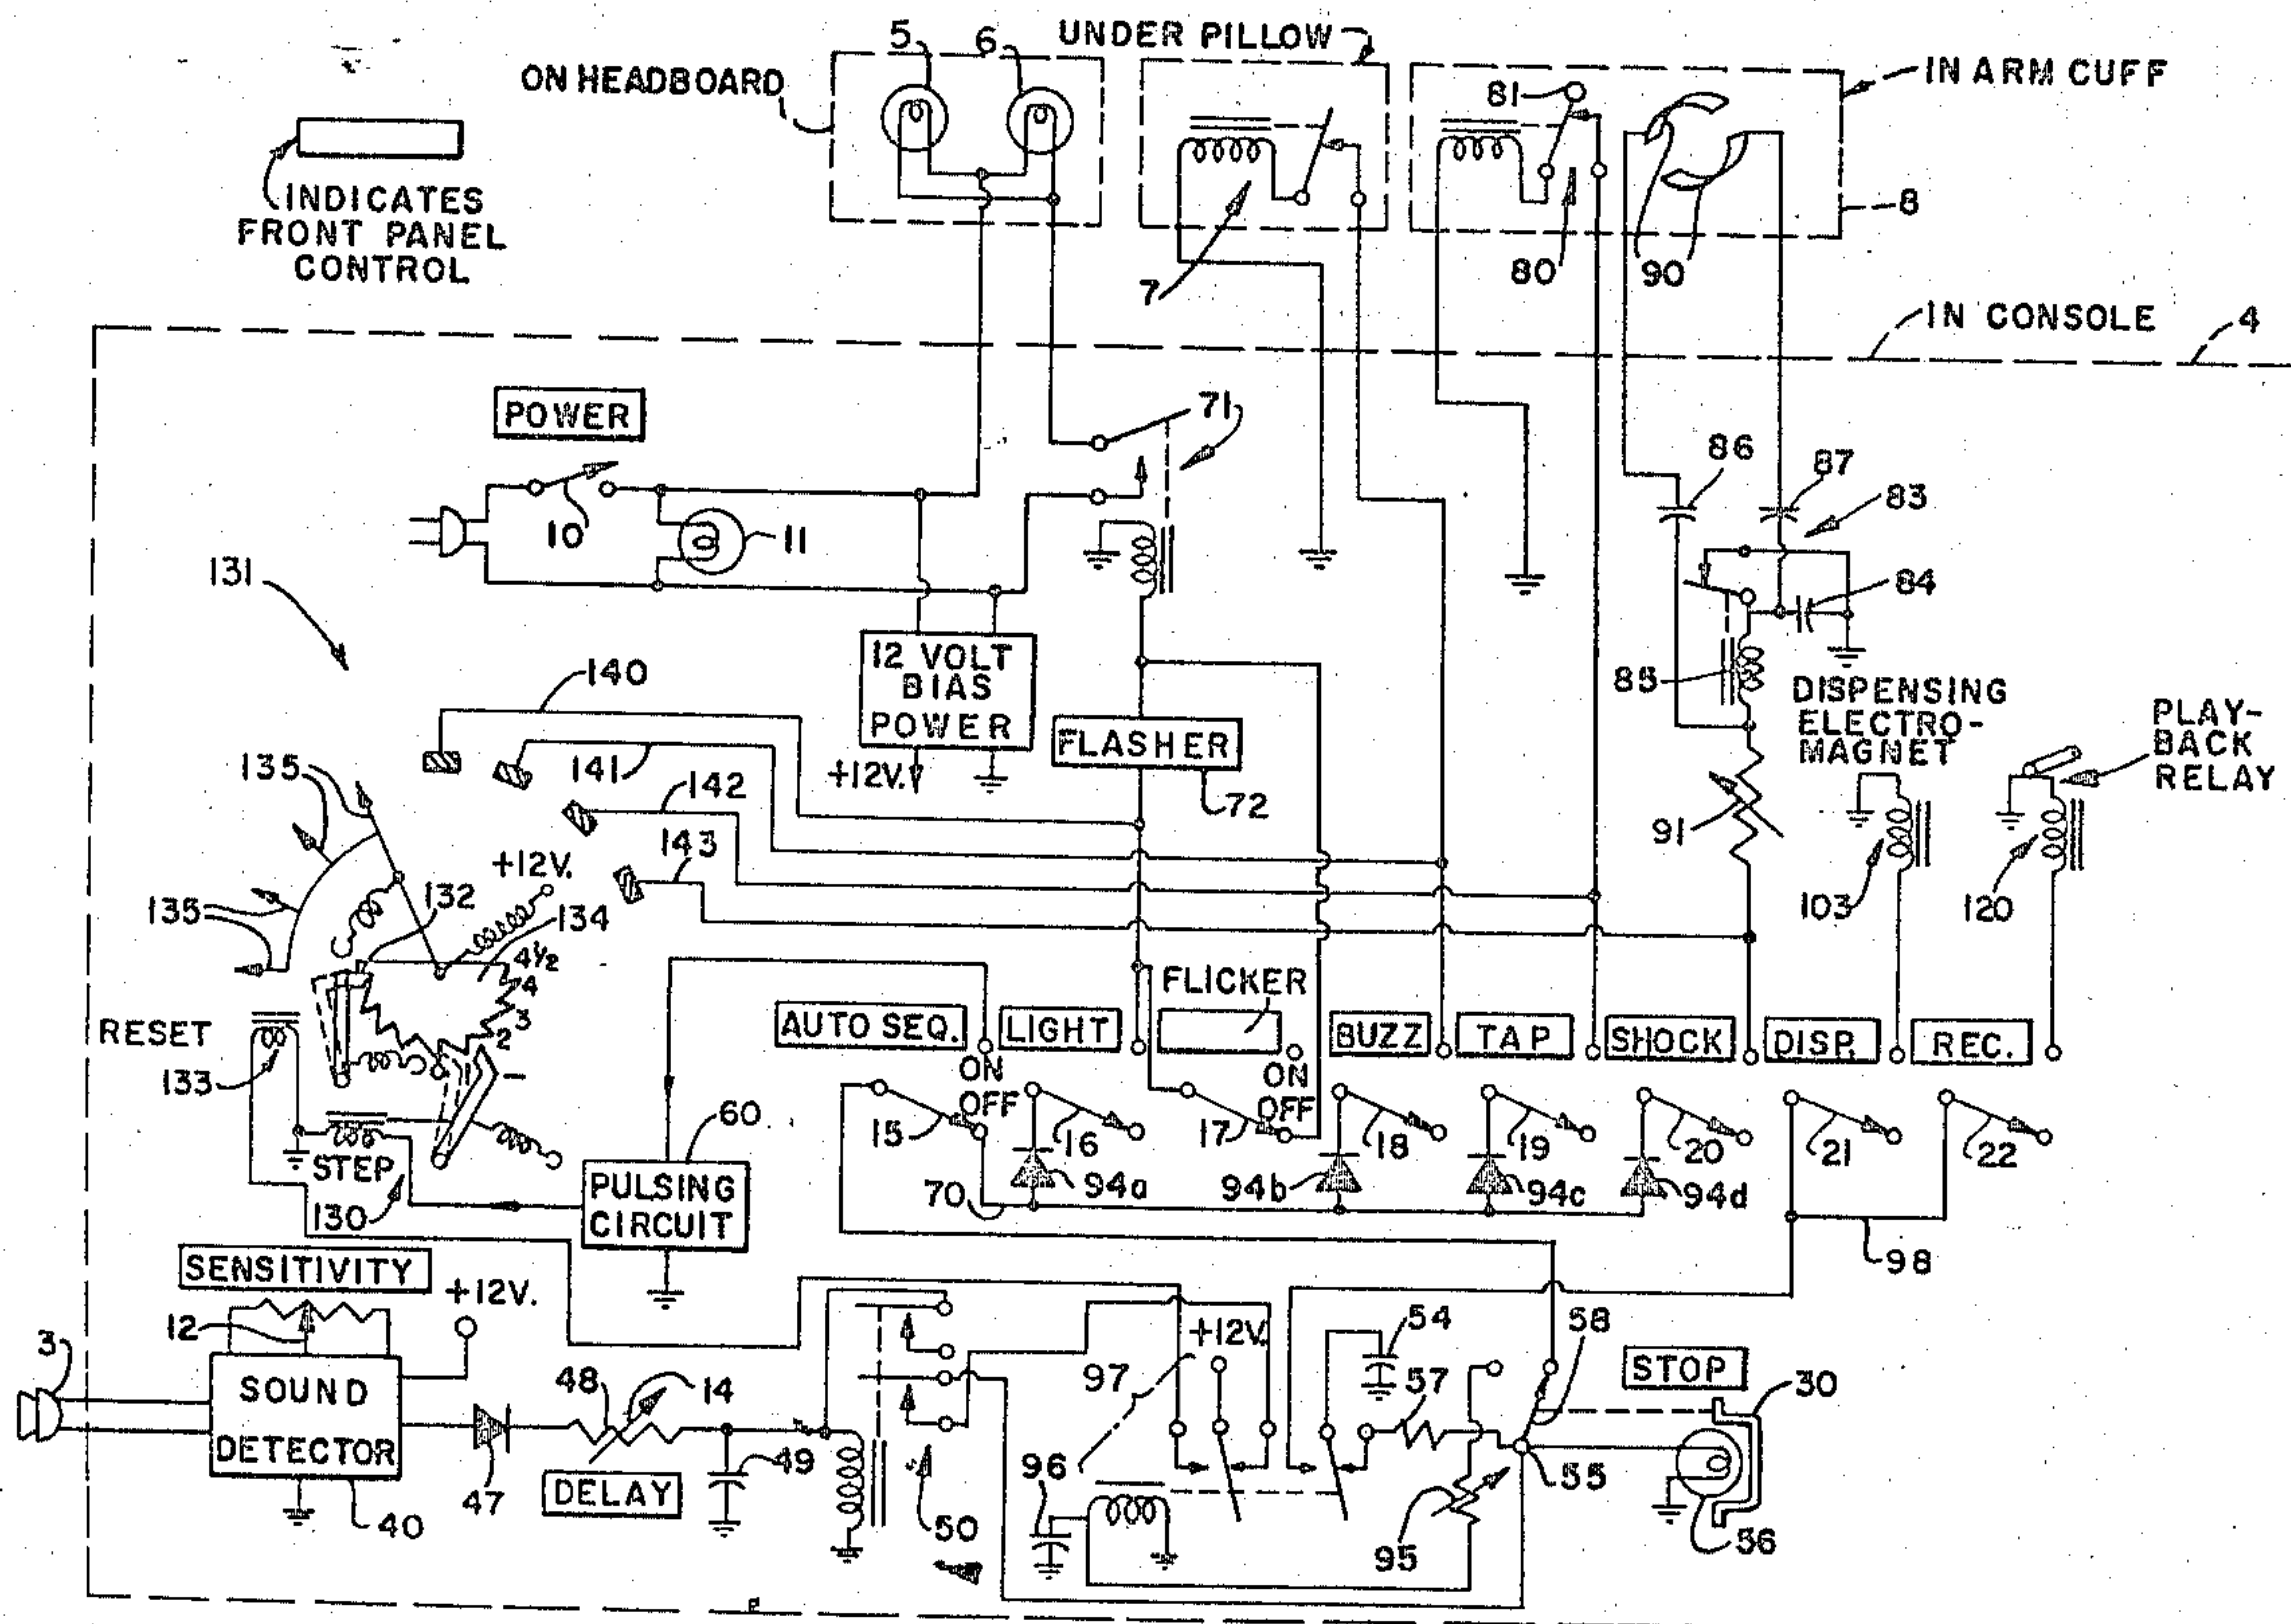 5
6
UNDER PILLOW
ON HEADBOARD
IN ARM CUFF
81
INDICATES
FRONT PANEL
CONTROL
7
80
90
8
IN CONSOLE
4
POWER
71
10
11
86
87
83
84
131
85
140
12 VOLT
BIAS
POWER
FLASHER
DISPENSING
ELECTRO-
MAGNET
PLAY-
BACK
RELAY
135
141
+12V.
72
142
91
143
+12V.
135
132
134
103
120
4½
4
3
2
1
FLICKER
RESET
AUTO SEQ.
LIGHT
BUZZ
TAP
SHOCK
DISP.
REC.
133
ON
OFF
ON
OFF
60
15
16
17
18
19
20
21
22
STEP
130
PULSING
CIRCUIT
70
94a
94b
94c
94d
98
SENSITIVITY
+12V.
12
3
SOUND
DETECTOR
48
14
97
+12V.
54
57
58
STOP
30
47
DELAY
49
96
50
95
55
56
40